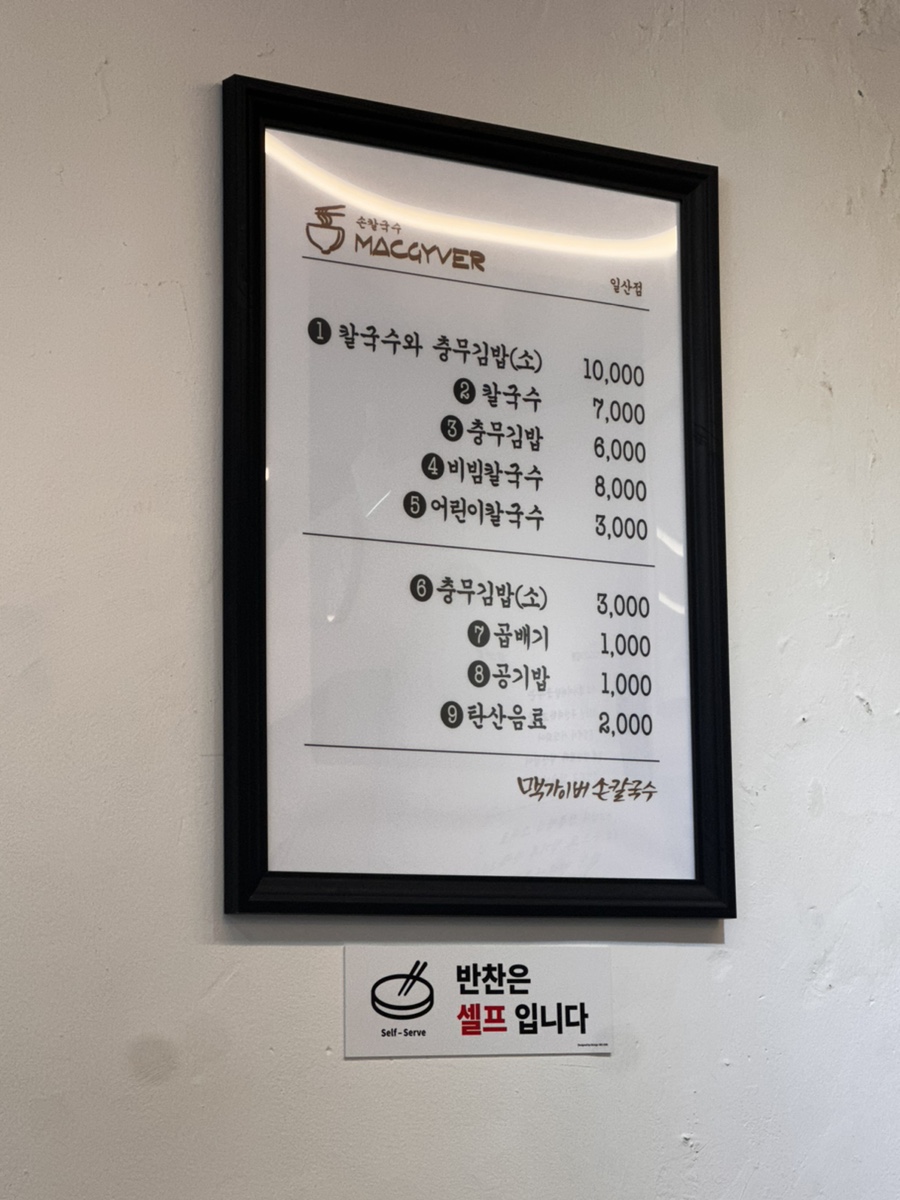 손칼국수
MACGYVER
일산점
❶ 칼국수와 충무김밥(소) 10,000
❷ 칼국수 7,000
❸ 충무김밥 6,000
❹ 비빔칼국수 8,000
❺ 어린이칼국수 3,000
❻ 충무김밥(소) 3,000
❼ 곱배기 1,000
❽ 공기밥 1,000
❾ 탄산음료 2,000
맥가이버 손칼국수
반찬은
셀프 입니다
Self-Serve